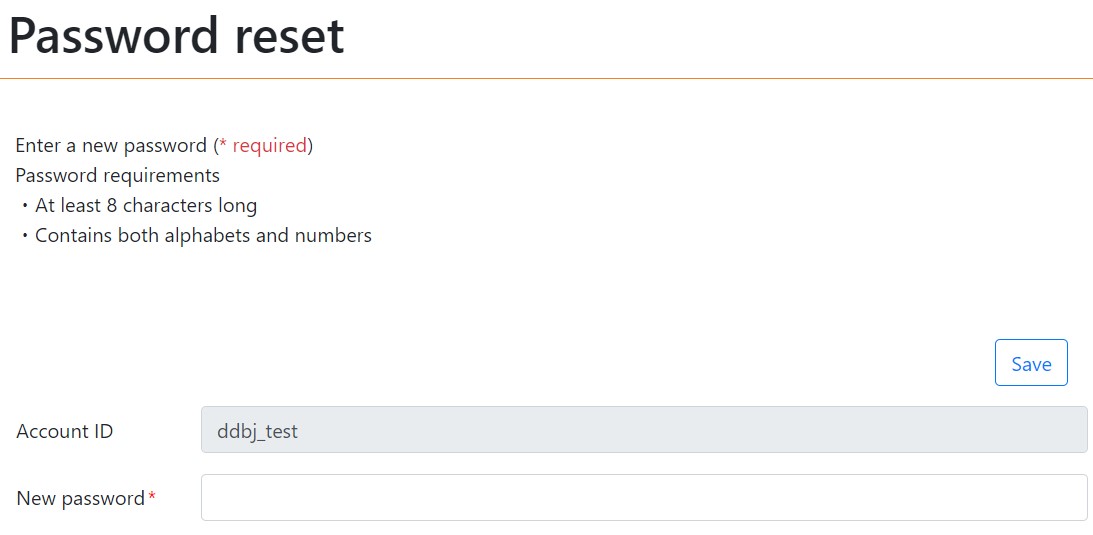 Password reset
Enter a new password (* required)
Password requirements
・At least 8 characters long
・Contains both alphabets and numbers
Save
Account ID ddbj_test
New password*